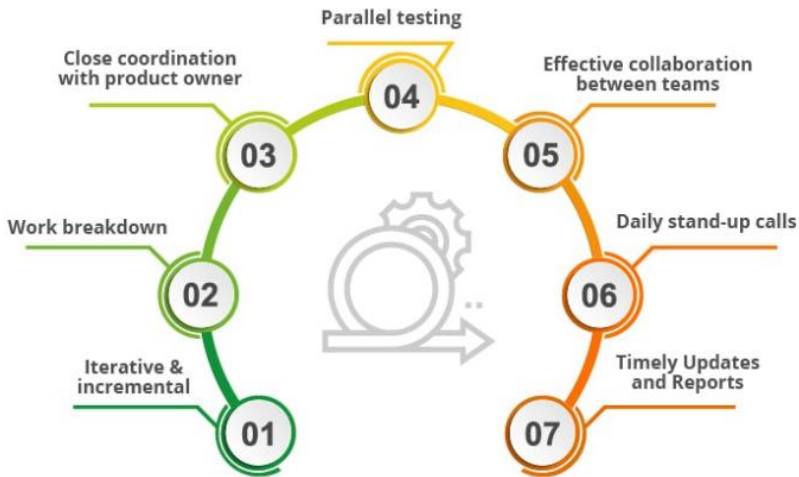 Iterative &
incremental
01
Work breakdown
02
Close coordination
with product owner
03
Parallel testing
04
Effective collaboration
between teams
05
Daily stand-up calls
06
Timely Updates
and Reports
07